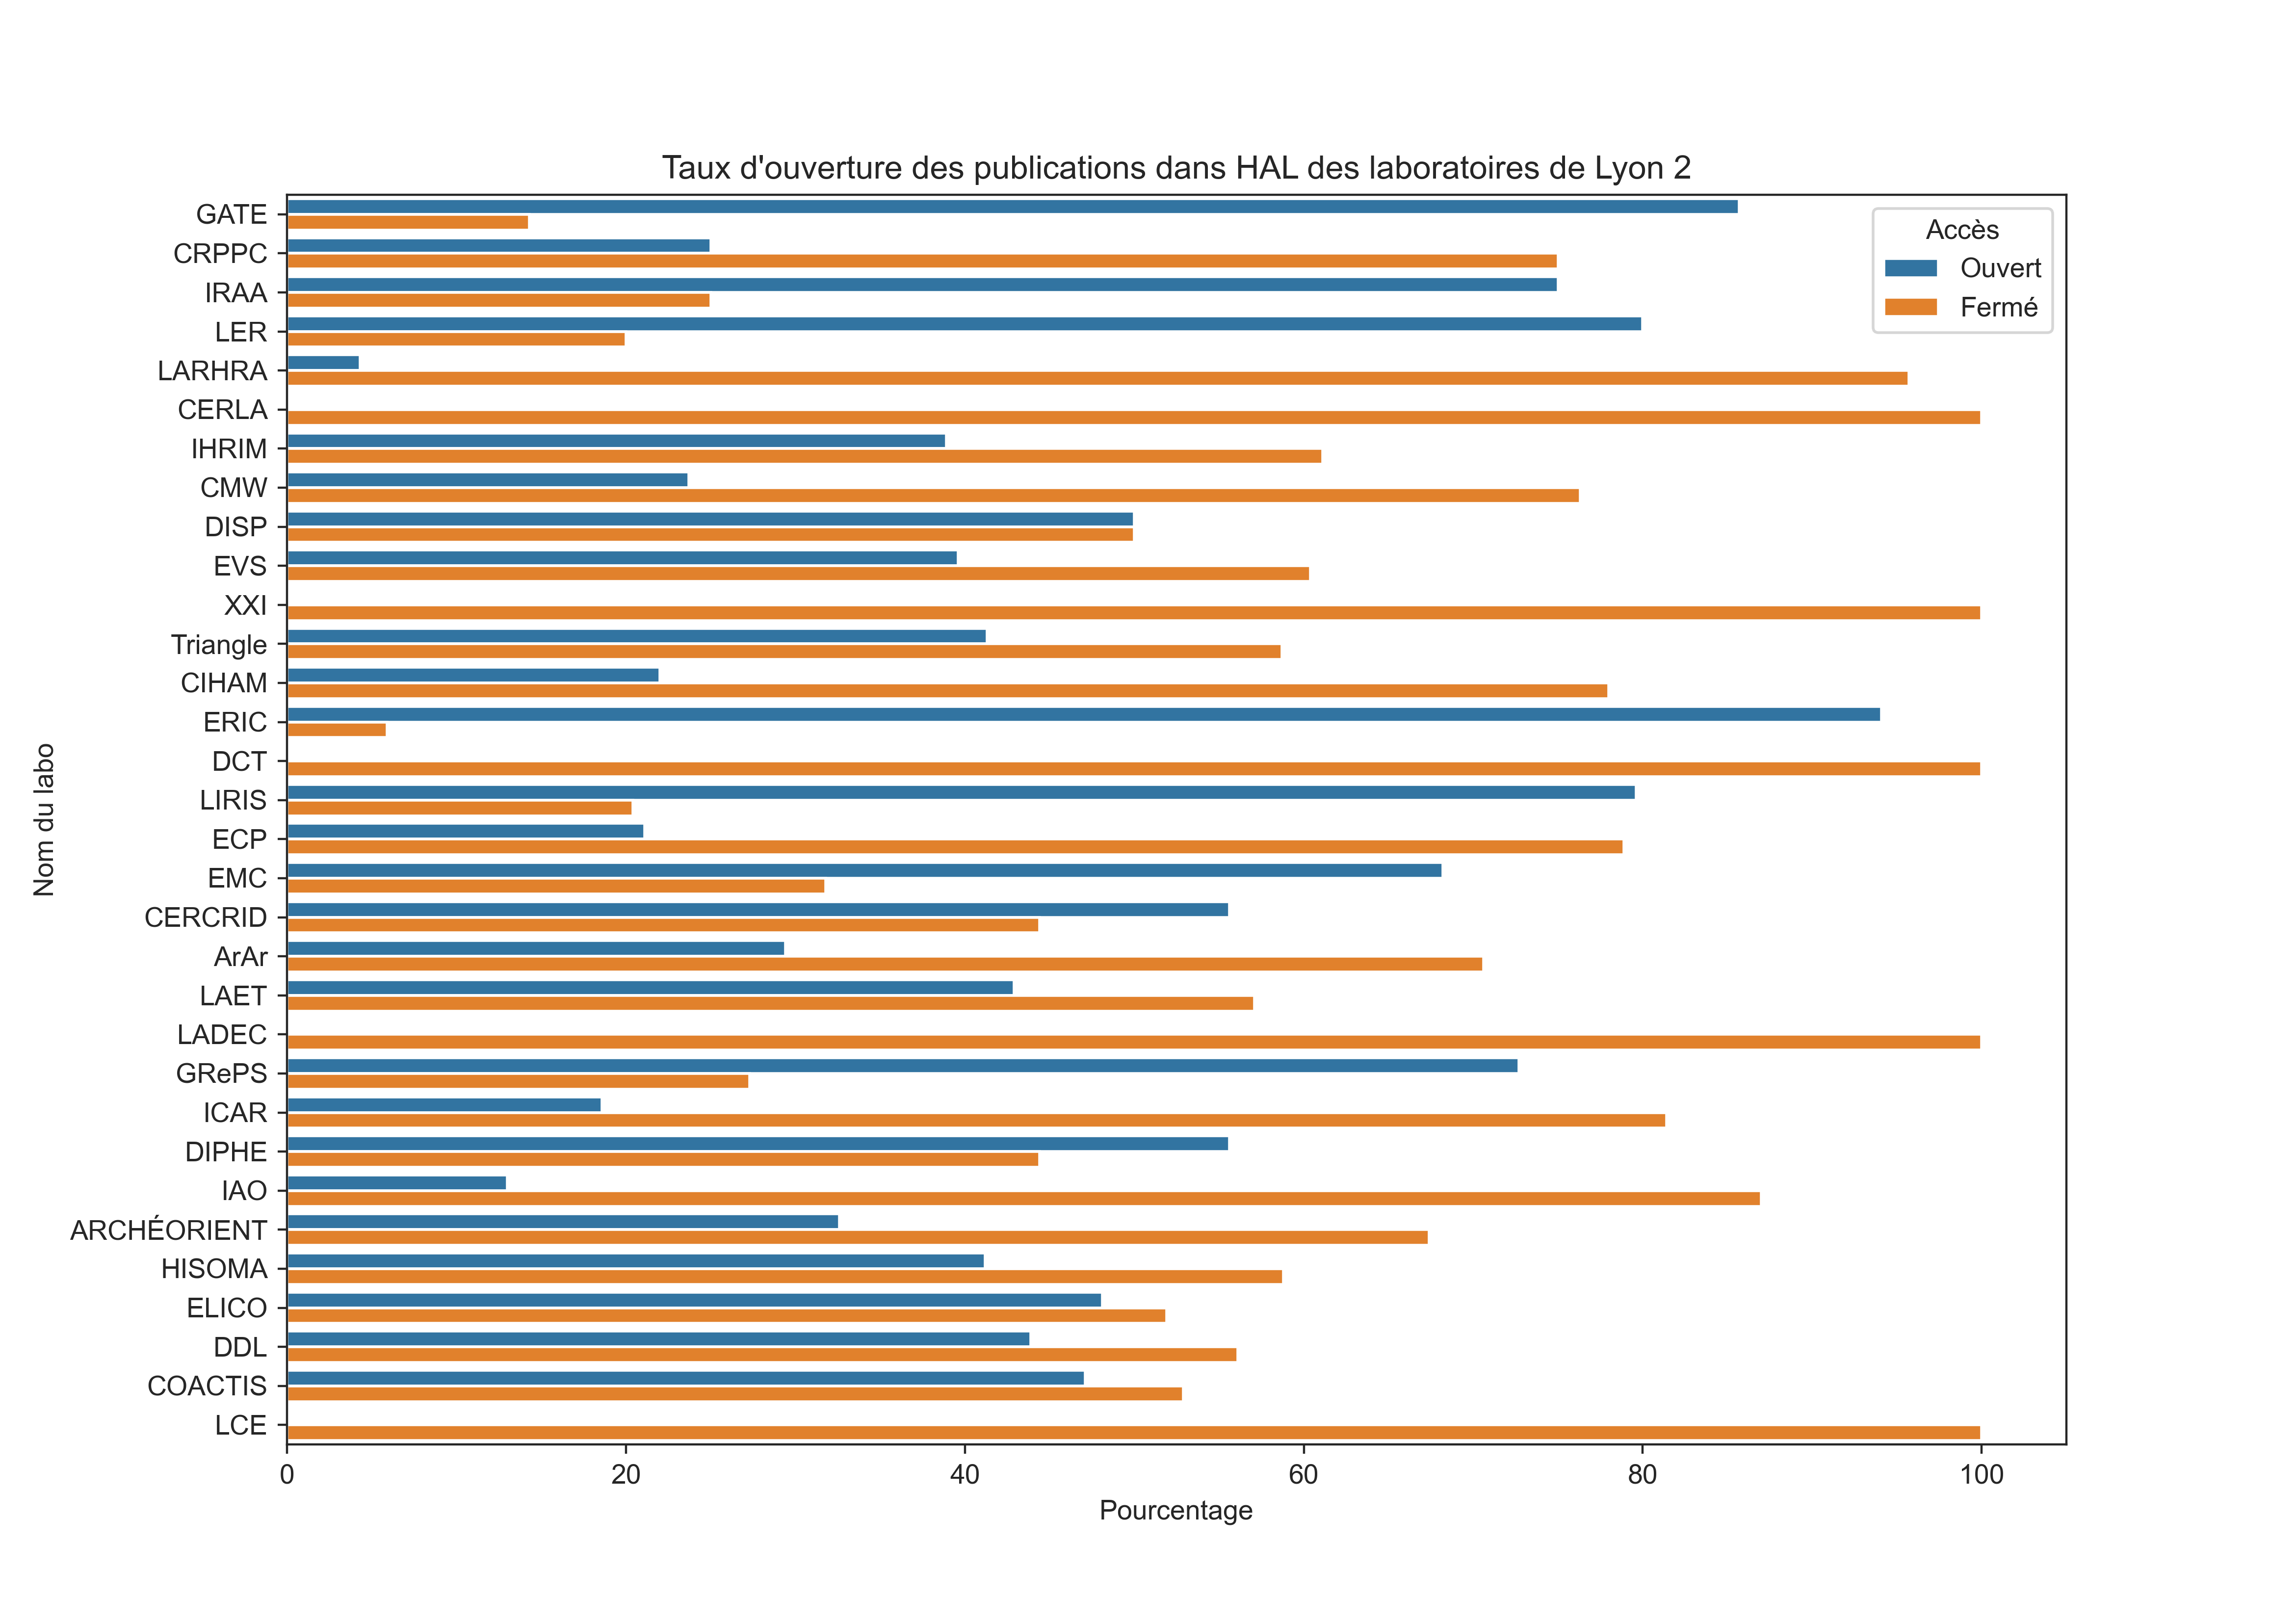 Taux d'ouverture des publications dans HAL des laboratoires de Lyon 2
Accès
Ouvert
Fermé
Nom du labo
GATE
CRPPC
IRAA
LER
LARHRA
CERLA
IHRIM
CMW
DISP
EVS
XXI
Triangle
CIHAM
ERIC
DCT
LIRIS
ECP
EMC
CERCRID
ArAr
LAET
LADEC
GRePS
ICAR
DIPHE
IAO
ARCHÉORIENT
HISOMA
ELICO
DDL
COACTIS
LCE
0 20 40 60 80 100
Pourcentage